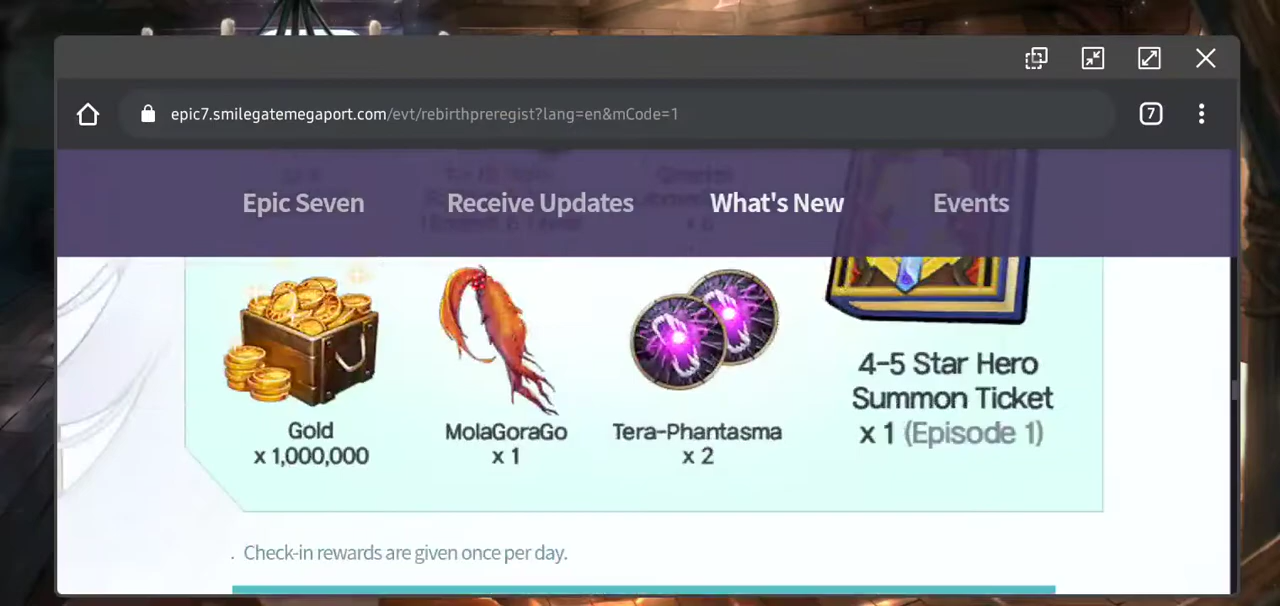 epic7.smilegatemegaport.com/evt/rebirthpreregist?lang=en&mCode=1
7
Epic Seven
Receive Updates
What's New
Events
Gold
x 1,000,000
MolaGoraGo
x 1
Tera-Phantasma
x 2
4-5 Star Hero
Summon Ticket
x 1 (Episode 1)
. Check-in rewards are given once per day.